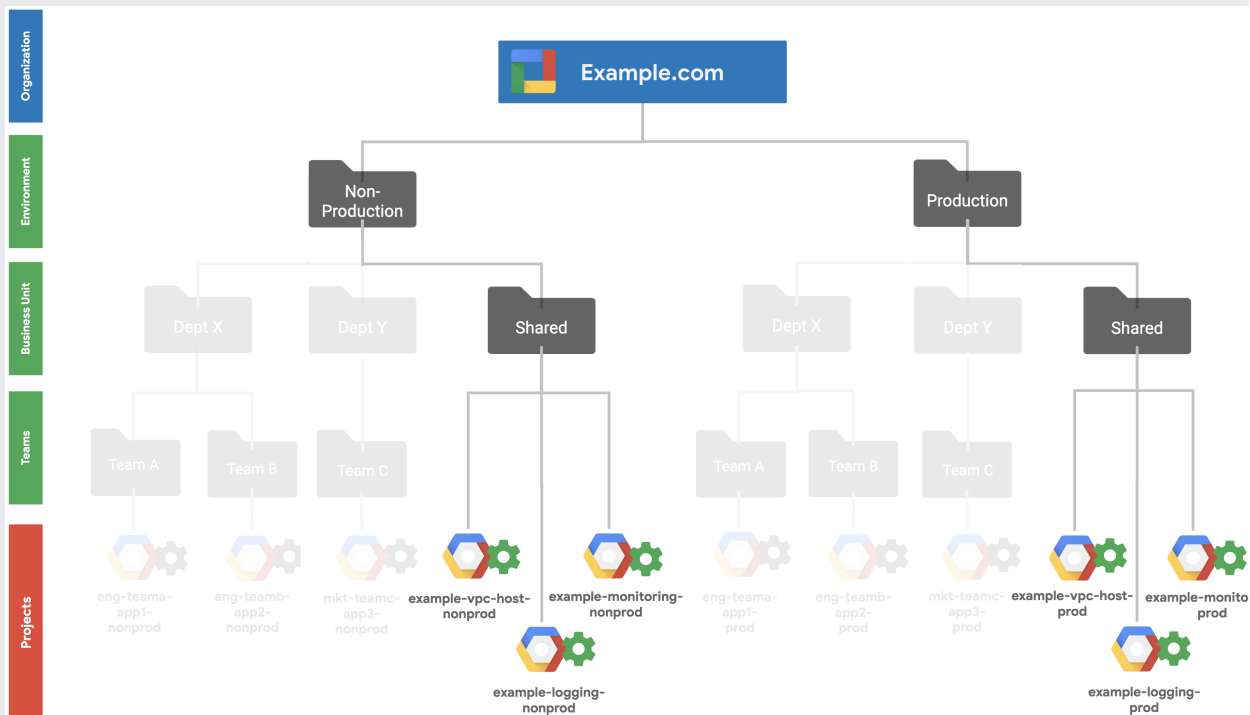 Organization
Example.com
Environment
Non-
Production
Production
Business Unit
Dept X
Dept Y
Shared
Dept X
Dept Y
Shared
Teams
Team A
Team B
Team C
Team A
Team B
Team C
Projects
eng-teama-
app1-
nonprod
eng-teamb-
app2-
nonprod
mkt-teamc-
app3-
nonprod
example-vpc-host-
nonprod
example-monitoring-
nonprod
example-logging-
nonprod
eng-teama-
app1-
prod
eng-teamb-
app2-
prod
mkt-teamc-
app3-
prod
example-vpc-host-
prod
example-monito
prod
example-logging-
prod